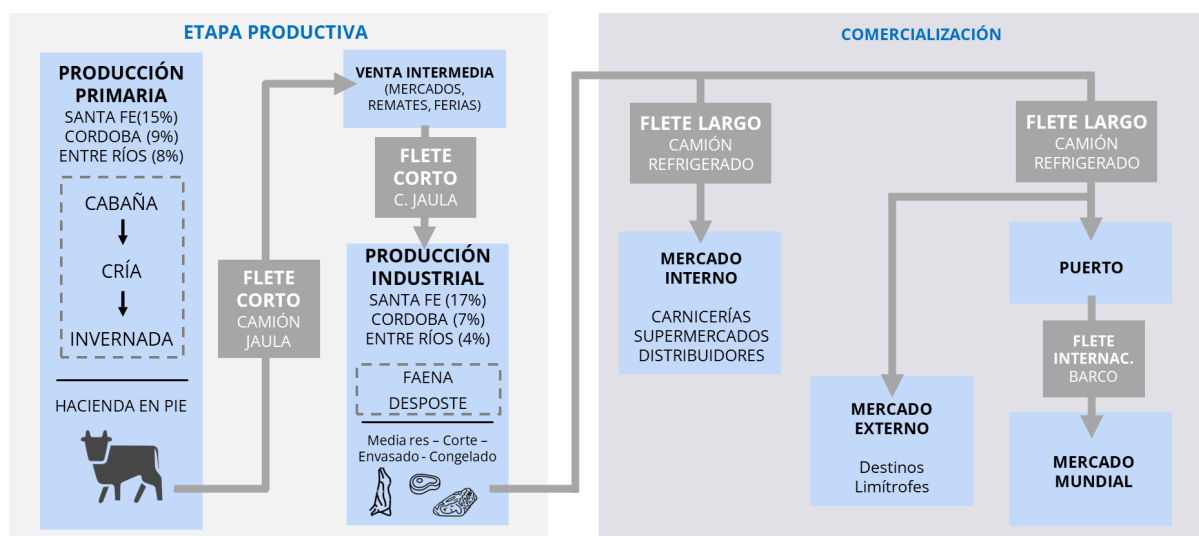 ETAPA PRODUCTIVA
PRODUCCIÓN
PRIMARIA
SANTA FE(15%)
CORDOBA (9%)
ENTRE RÍOS (8%)
CABAÑA
CRÍA
INVERNADA
HACIENDA EN PIE
FLETE
CORTO
CAMIÓN
JAULA
VENTA INTERMEDIA
(MERCADOS,
REMATES, FERIAS)
FLETE
CORTO
C. JAULA
PRODUCCIÓN
INDUSTRIAL
SANTA FE (17%)
CORDOBA (7%)
ENTRE RÍOS (4%)
FAENA
DESPOSTE
Media res – Corte –
Envasado - Congelado
COMERCIALIZACIÓN
FLETE LARGO
CAMIÓN
REFRIGERADO
MERCADO
INTERNO
CARNICERÍAS
SUPERMERCADOS
DISTRIBUIDORES
FLETE LARGO
CAMIÓN
REFRIGERADO
MERCADO
EXTERNO
Destinos
Limítrofes
PUERTO
FLETE
INTERNAC.
BARCO
MERCADO
MUNDIAL